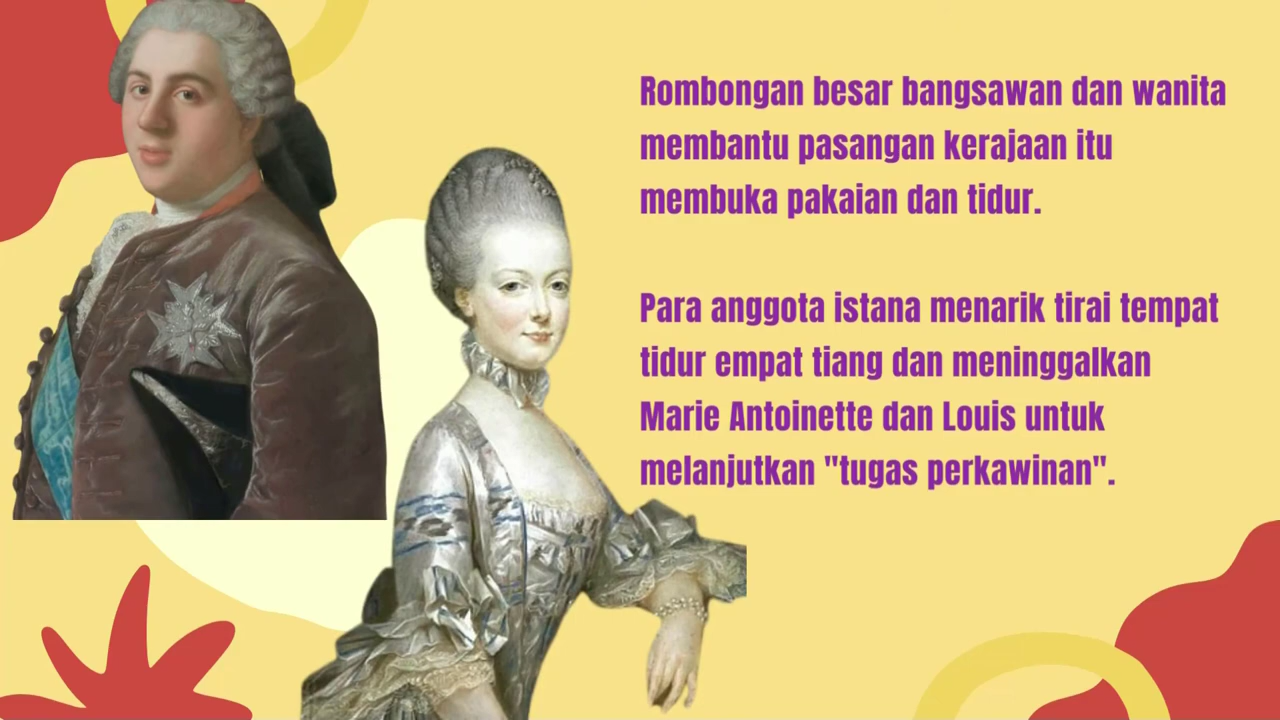 Rombongan besar bangsawan dan wanita
membantu pasangan kerajaan itu
membuka pakaian dan tidur.
Para anggota istana menarik tirai tempat
tidur empat tiang dan meninggalkan
Marie Antoinette dan Louis untuk
melanjutkan "tugas perkawinan".